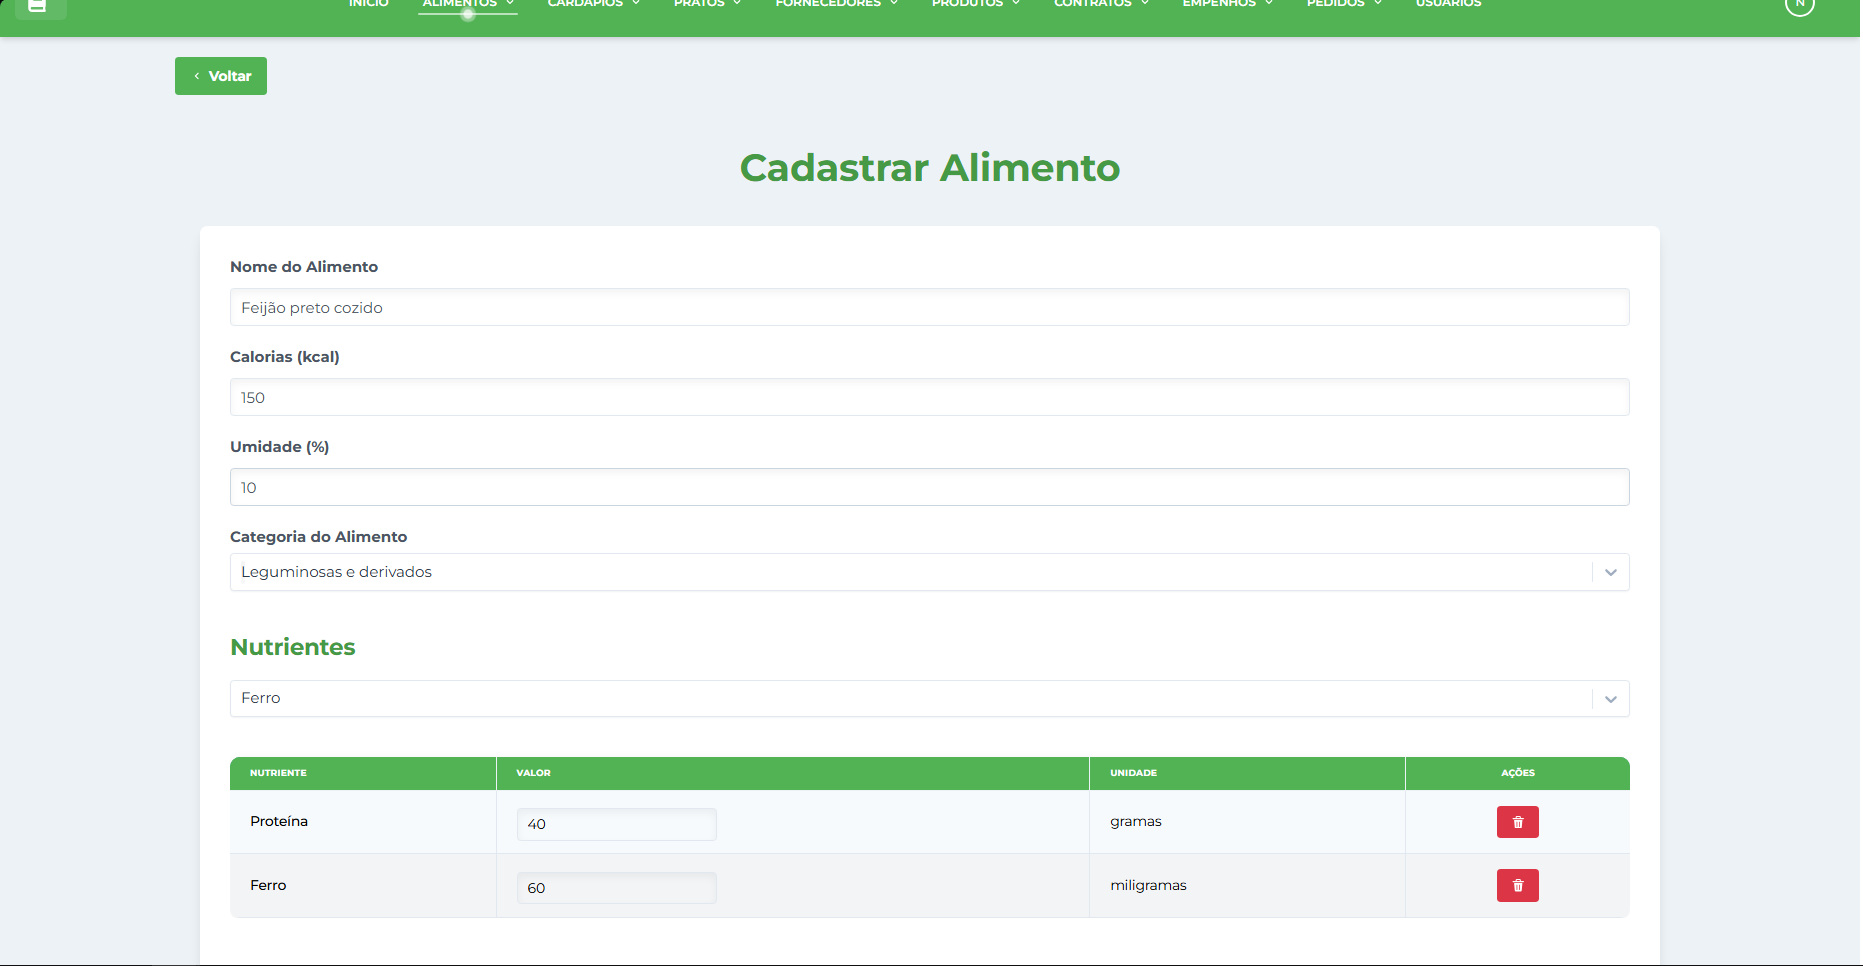 INÍCIO ALIMENTOS CARDÁPIOS PRATOS FORNECEDORES PRODUTOS CONTRATOS EMPENHOS PEDIDOS USUÁRIOS N
Voltar
Cadastrar Alimento
Nome do Alimento
Feijão preto cozido
Calorias (kcal)
150
Umidade (%)
10
Categoria do Alimento
Leguminosas e derivados
Nutrientes
Ferro
NUTRIENTE VALOR UNIDADE AÇÕES
Proteína 40 gramas
Ferro 60 miligramas